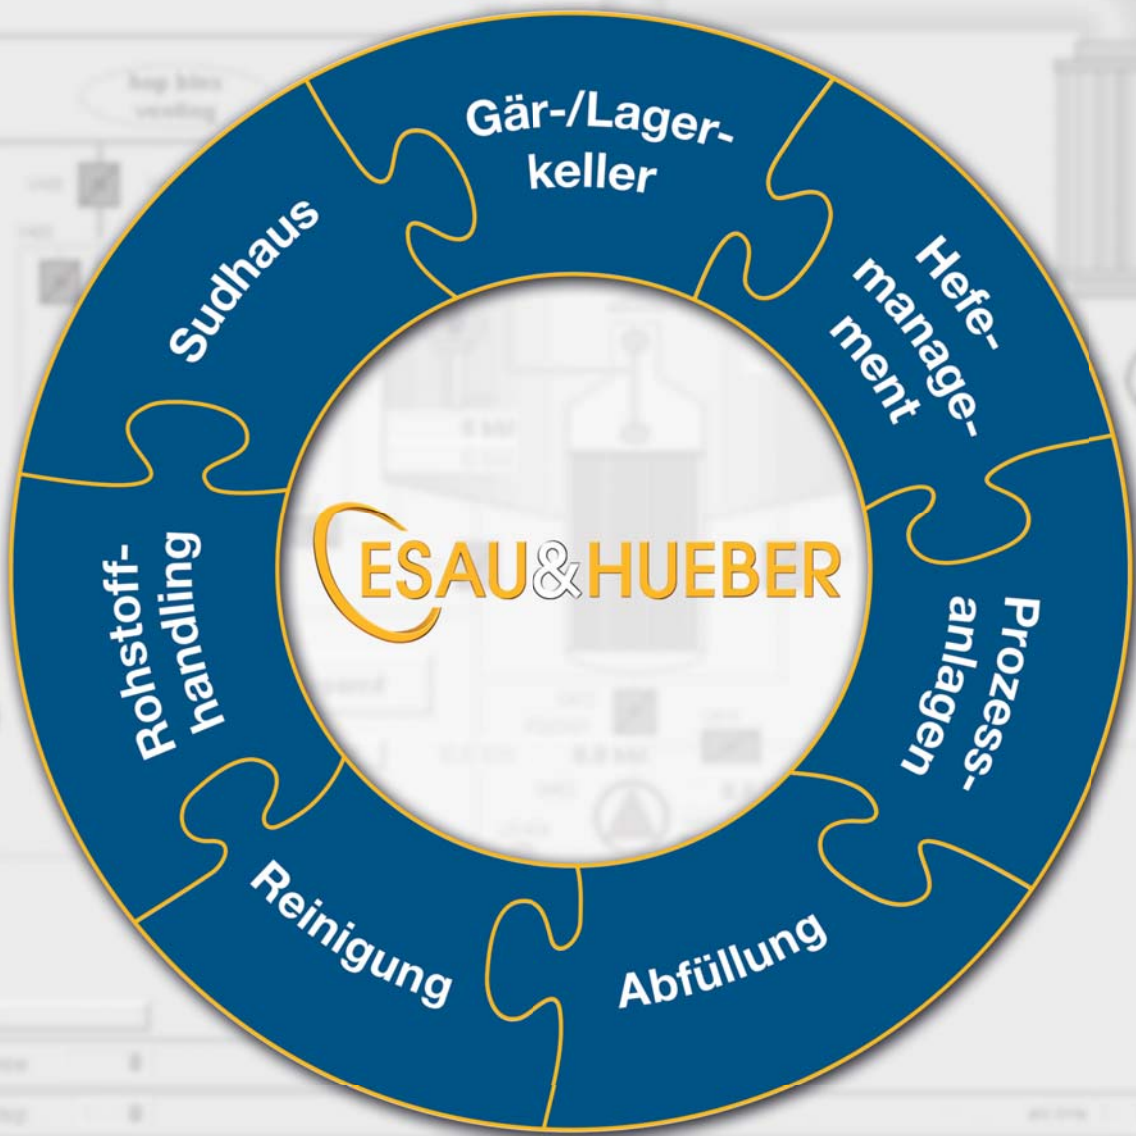 Gär-/Lager-
keller
Hefe-
manage-
ment
Prozess-
anlagen
Abfüllung
Reinigung
Rohstoff-
handling
Sudhaus
ESAU&HUEBER